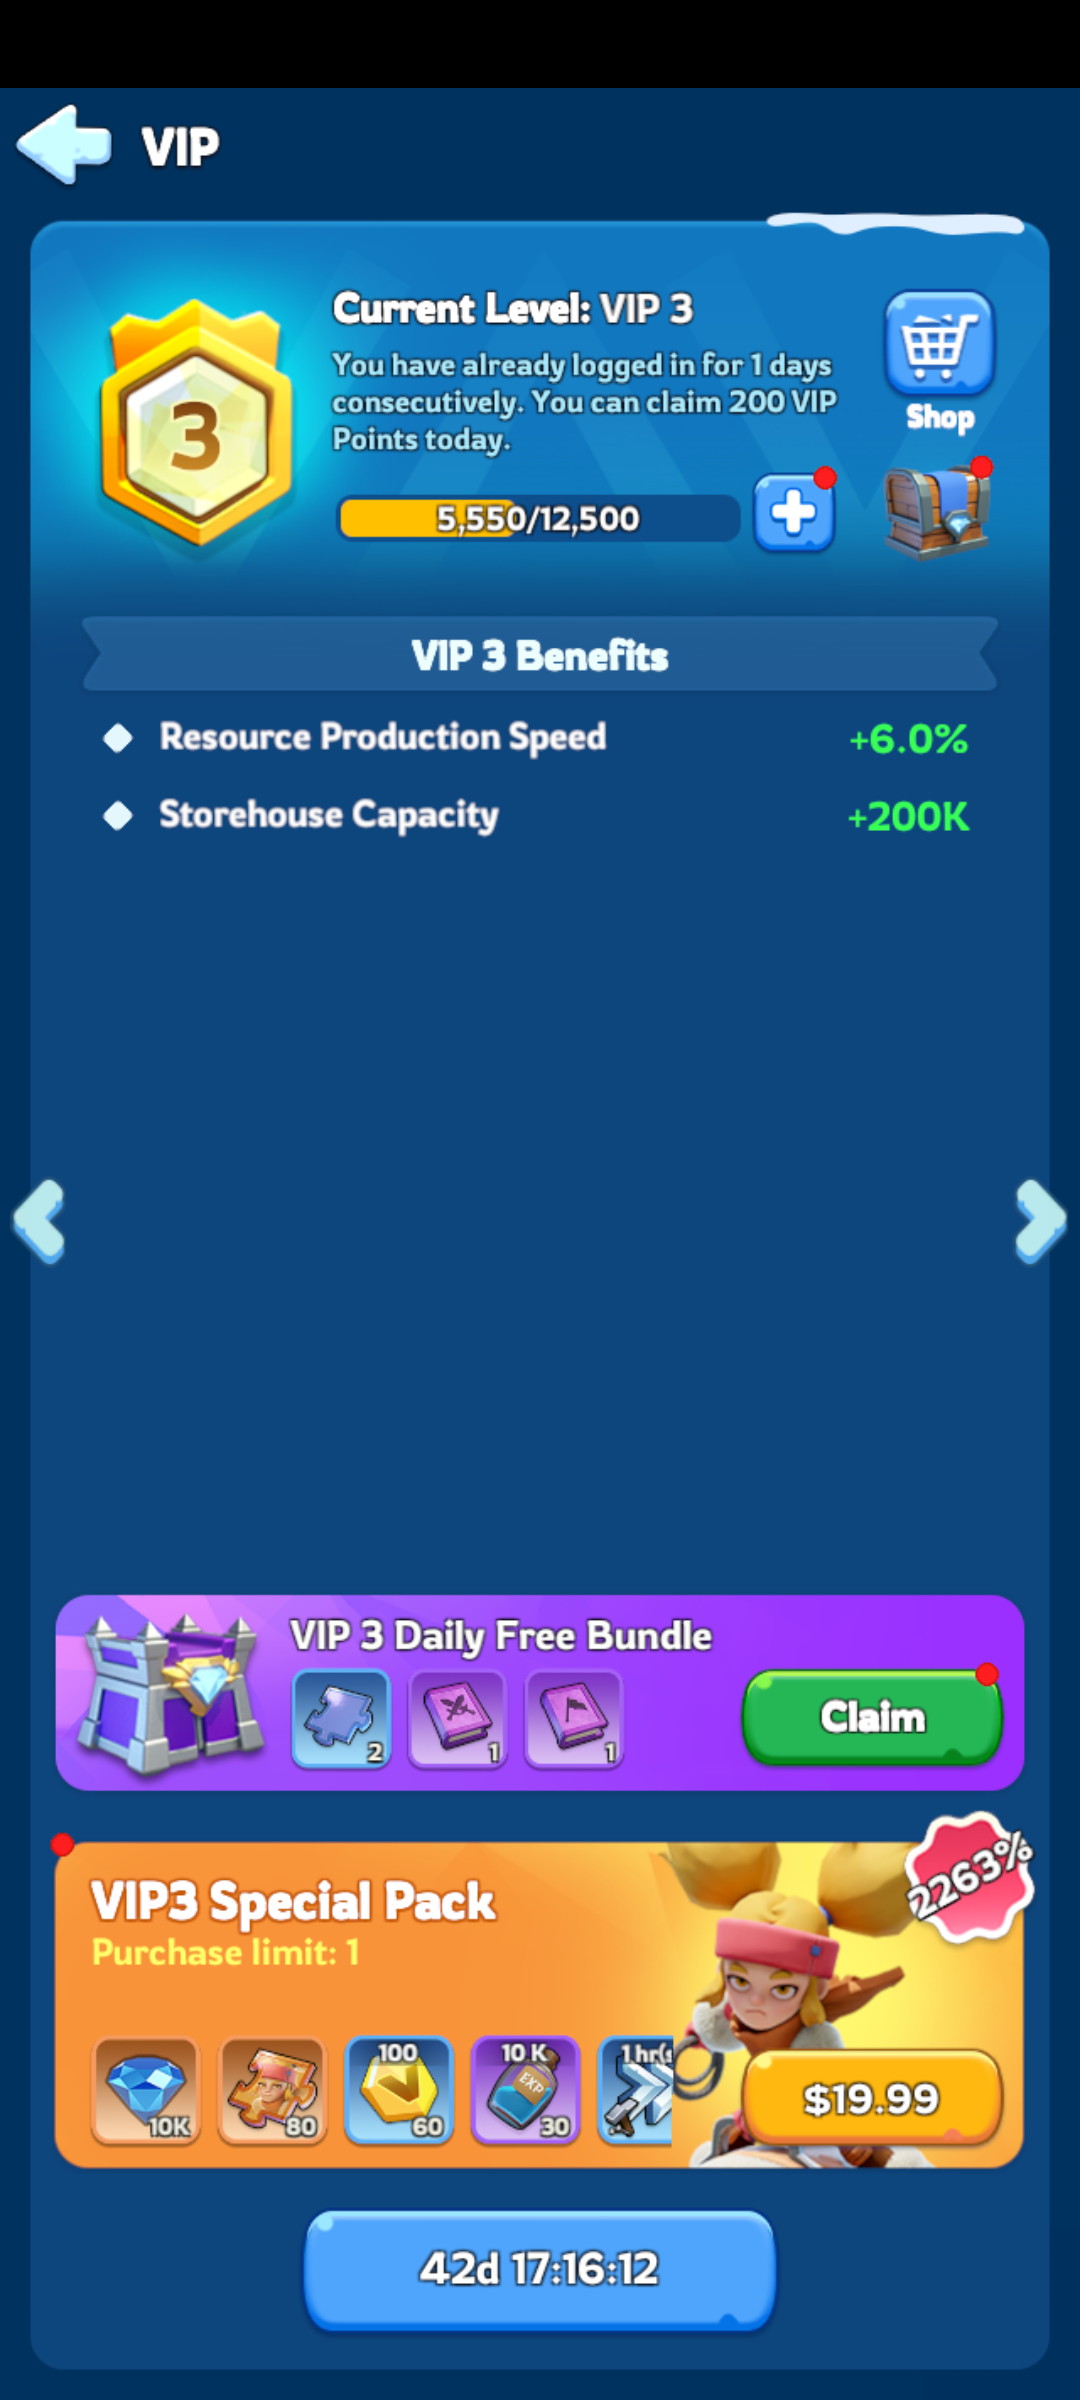 VIP
3
Current Level: VIP 3
You have already logged in for 1 days
consecutively. You can claim 200 VIP
Points today.
Shop
5,550/12,500
VIP 3 Benefits
Resource Production Speed +6.0%
Storehouse Capacity +200K
VIP 3 Daily Free Bundle
2 1 1
Claim
2263%
VIP3 Special Pack
Purchase limit: 1
100 10 K 1 hr(s
EXP
10K 80 60 30
$19.99
42d 17:16:12